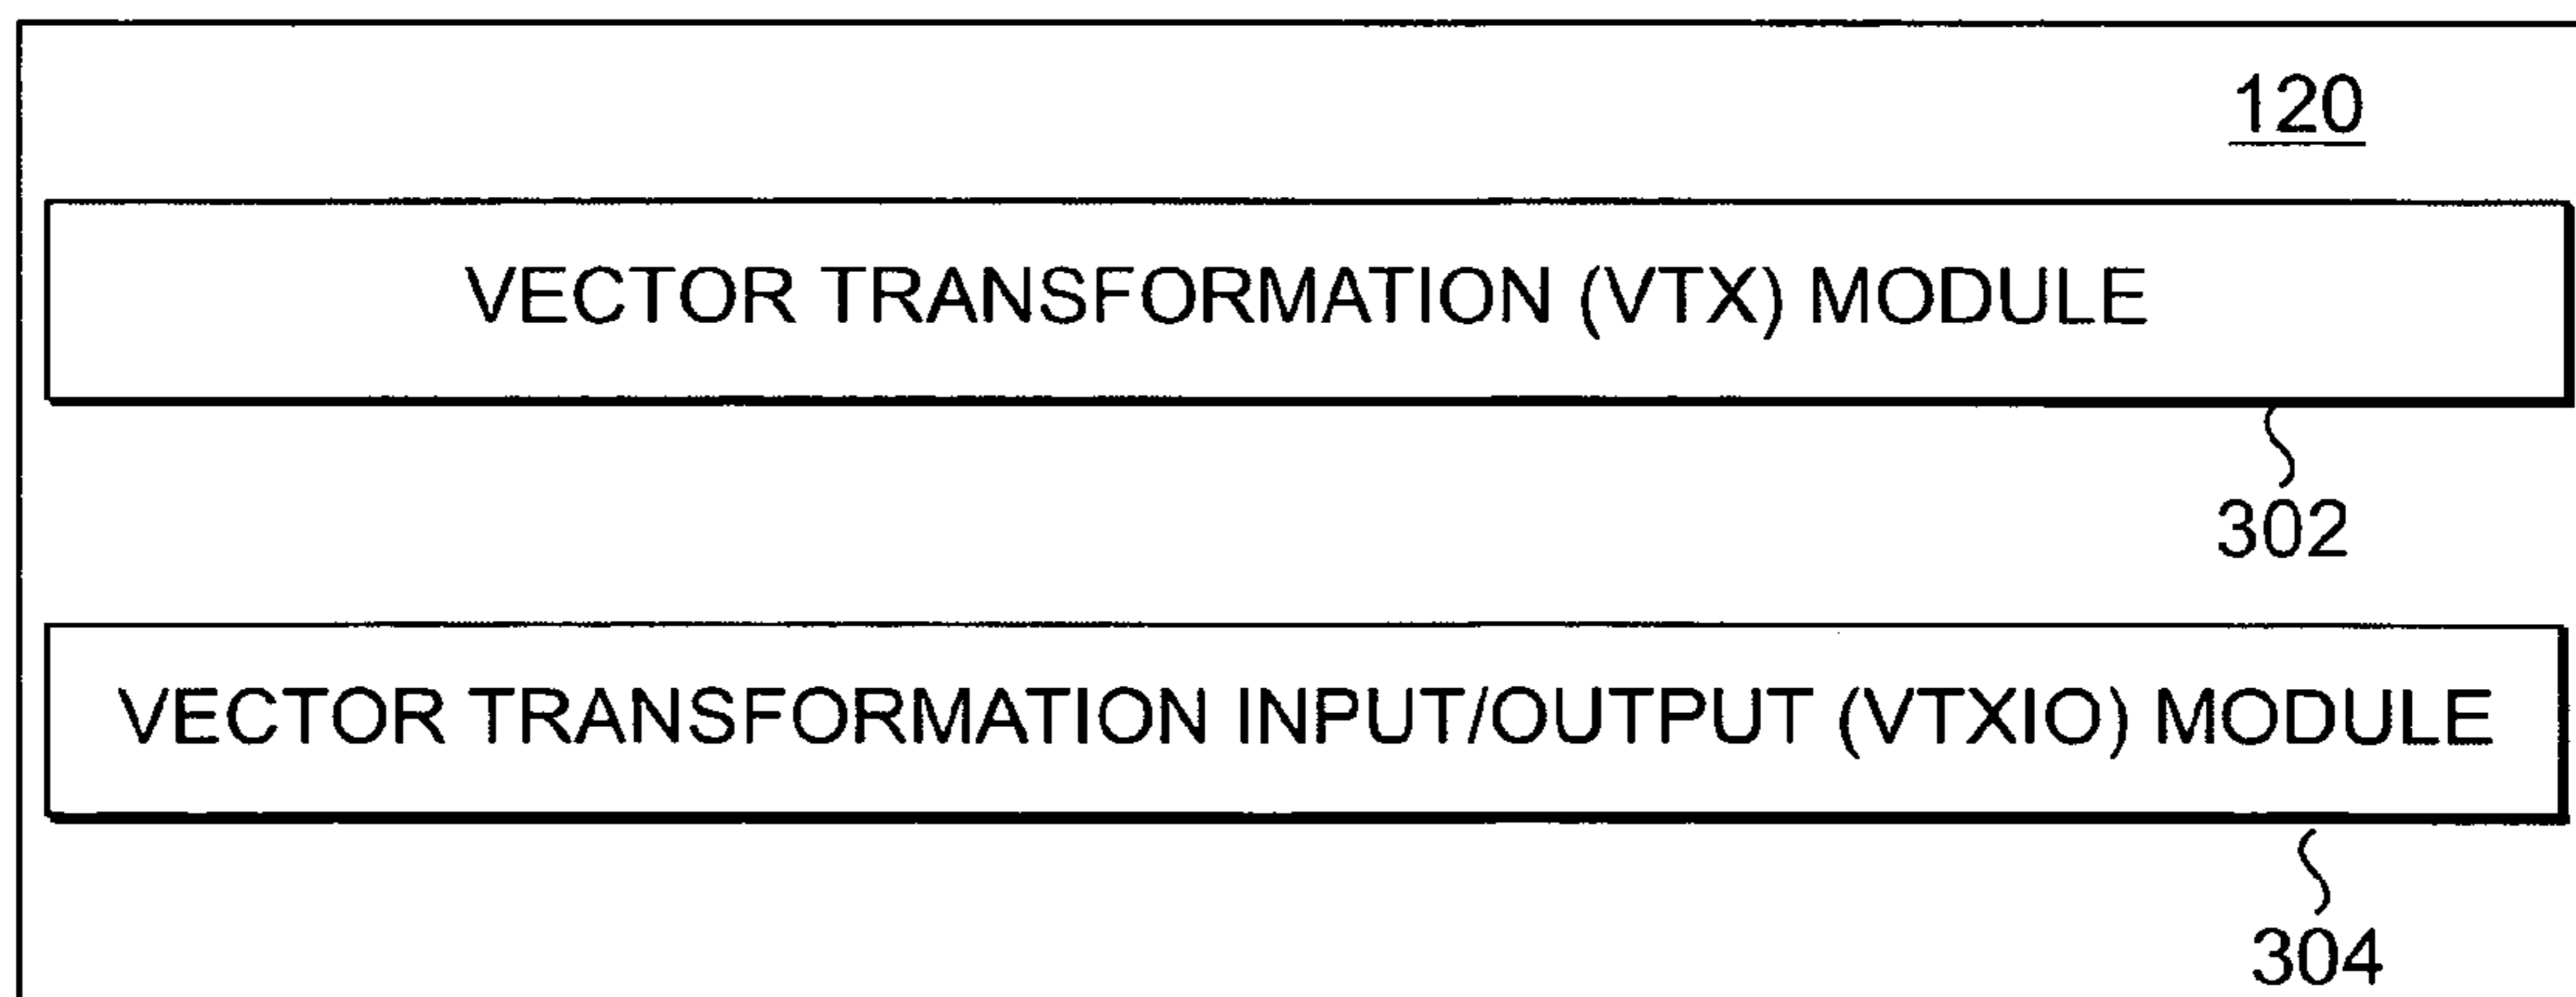 120
VECTOR TRANSFORMATION (VTX) MODULE
302
VECTOR TRANSFORMATION INPUT/OUTPUT (VTXIO) MODULE
304